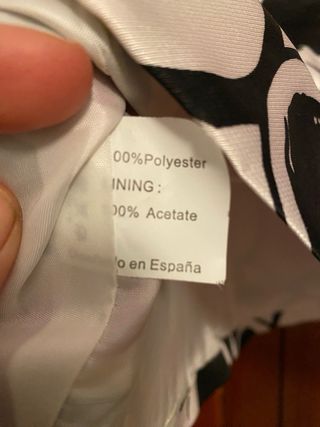 00%Polyester
INING :
00% Acetate
o en España